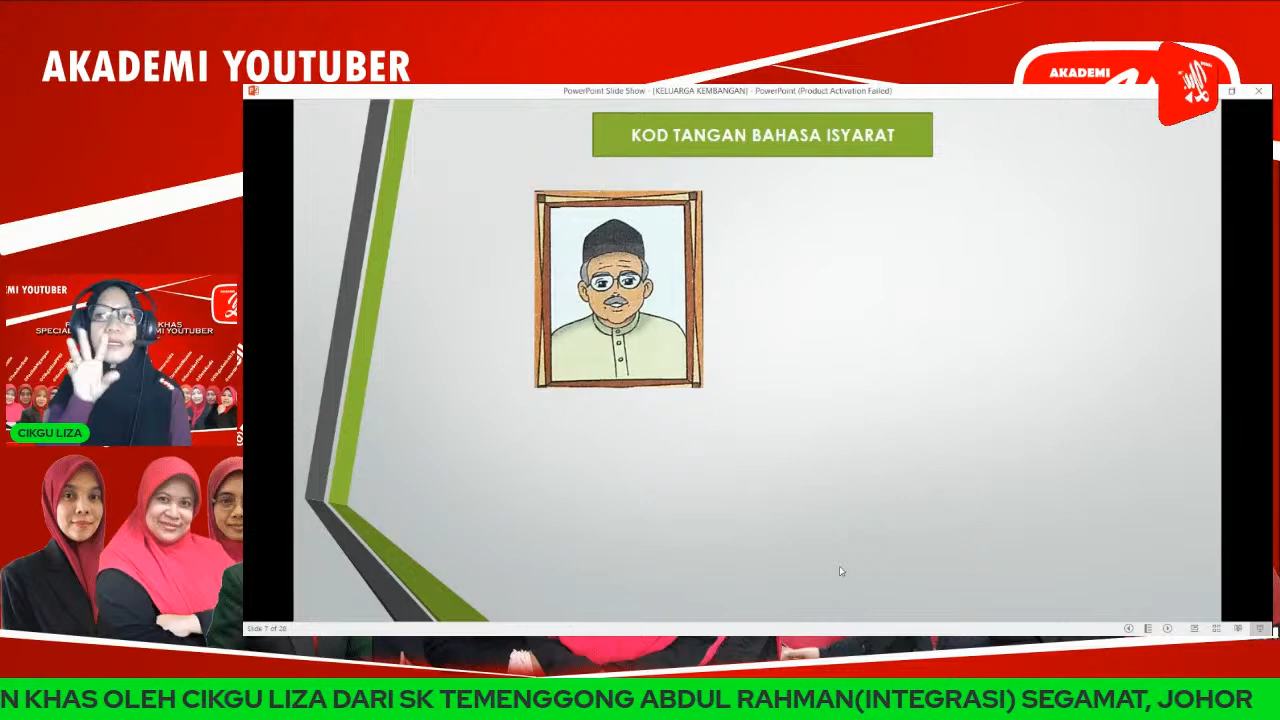 AKADEMI YOUTUBER
AKADEMI
PowerPoint Slide Show - [KELUARGA KEMBANGAN] - PowerPoint (Product Activation Failed)
KOD TANGAN BAHASA ISYARAT
MI YOUTUBER
KHAS
SPECIAL
MI YOUTUBER
CIKGU LIZA
Slide 7 of 28
N KHAS OLEH CIKGU LIZA DARI SK TEMENGGONG ABDUL RAHMAN(INTEGRASI) SEGAMAT, JOHOR